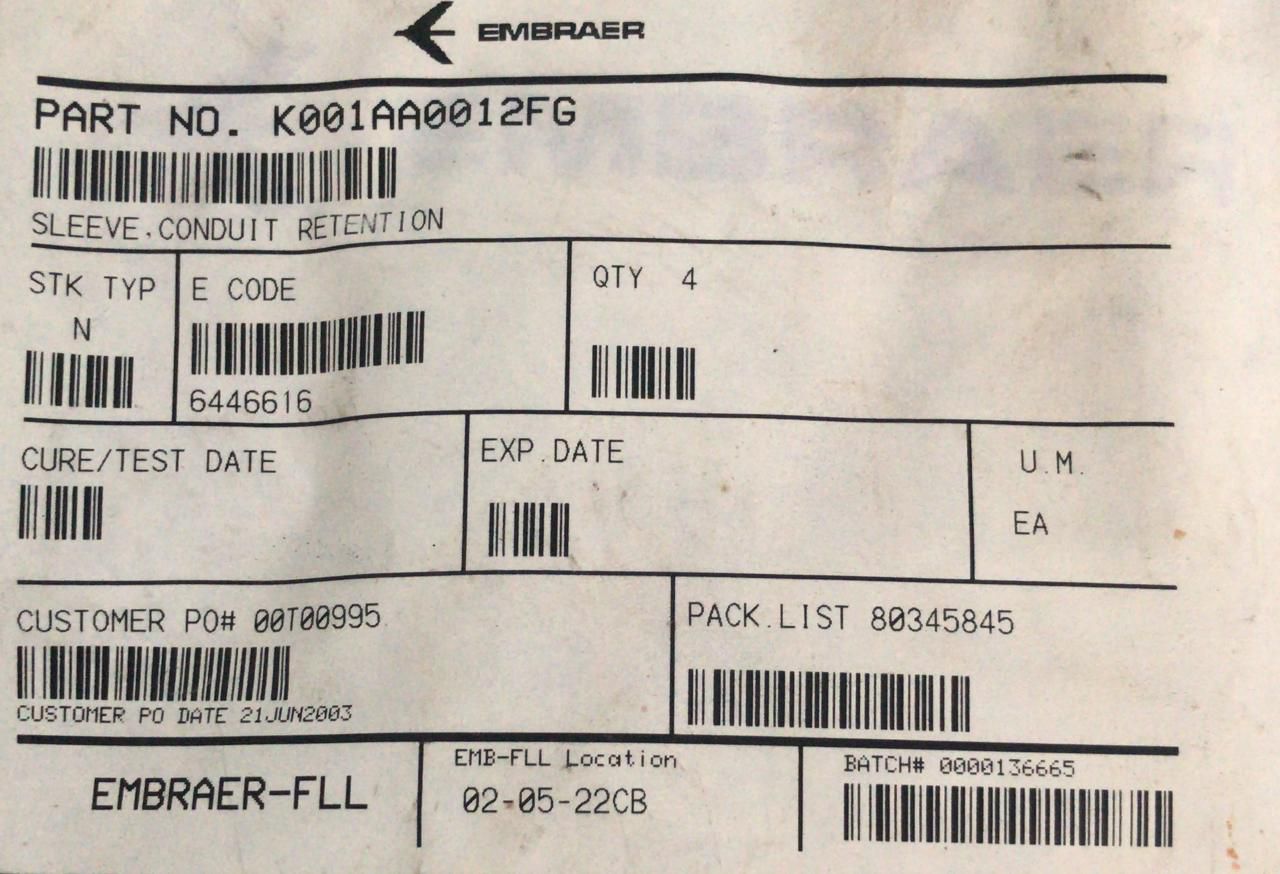 EMBRAER
PART NO. K001AA0012FG
SLEEVE,CONDUIT RETENTION
STK TYP
N
E CODE
6446616
QTY 4
CURE/TEST DATE
EXP.DATE
U.M.
EA
CUSTOMER PO# 00T00995
CUSTOMER PO DATE 21JUN2003
PACK.LIST 80345845
EMBRAER-FLL
EMB-FLL Location
02-05-22CB
BATCH# 0000136665